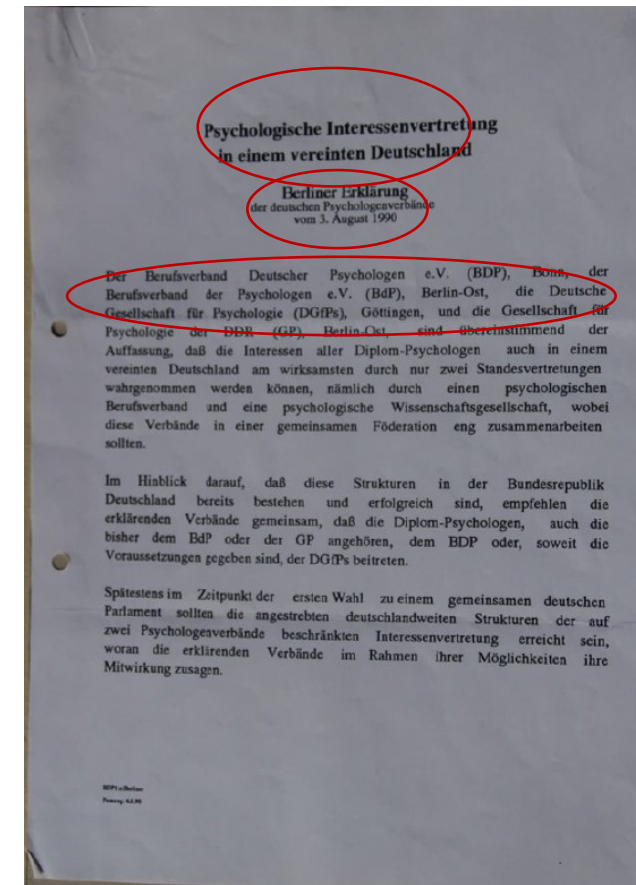 Psychologische Interessenvertretung
in einem vereinten Deutschland
Berliner Erklärung
der deutschen Psychologenverbände
vom 3. August 1990
Der Berufsverband Deutscher Psychologen e.V. (BDP), Bonn, der
Berufsverband der Psychologen e.V. (BdP), Berlin-Ost, die Deutsche
Gesellschaft für Psychologie (DGfPs), Göttingen, und die Gesellschaft für
Psychologie der DDR (GP), Berlin-Ost, sind übereinstimmend der
Auffassung, daß die Interessen aller Diplom-Psychologen auch in einem
vereinten Deutschland am wirksamsten durch nur zwei Standesvertretungen
wahrgenommen werden können, nämlich durch einen psychologischen
Berufsverband und eine psychologische Wissenschaftsgesellschaft, wobei
diese Verbände in einer gemeinsamen Föderation eng zusammenarbeiten
sollten.
Im Hinblick darauf, daß diese Strukturen in der Bundesrepublik
Deutschland bereits bestehen und erfolgreich sind, empfehlen die
erklärenden Verbände gemeinsam, daß die Diplom-Psychologen, auch die
bisher dem BdP oder der GP angehören, dem BDP oder, soweit die
Voraussetzungen gegeben sind, der DGfPs beitreten.
Spätestens im Zeitpunkt der ersten Wahl zu einem gemeinsamen deutschen
Parlament sollten die angestrebten deutschlandweiten Strukturen der auf
zwei Psychologenverbände beschränkten Interessenvertretung erreicht sein,
woran die erklärenden Verbände im Rahmen ihrer Möglichkeiten ihre
Mitwirkung zusagen.